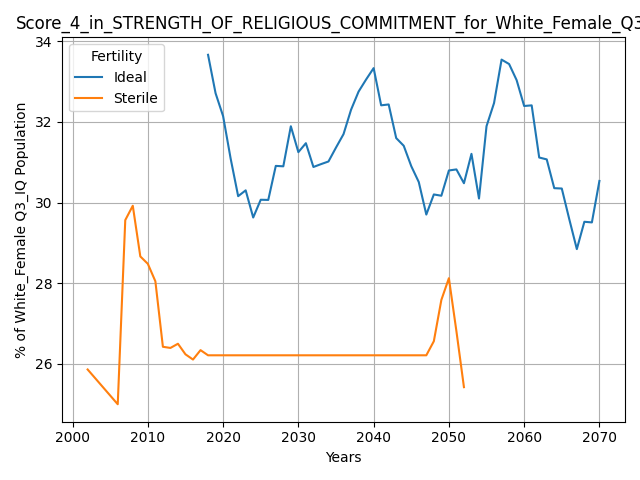 Score_4_in_STRENGTH_OF_RELIGIOUS_COMMITMENT_for_White_Female_Q3
Fertility
Ideal
Sterile
% of White_Female Q3_IQ Population
34
32
30
28
26
2000 2010 2020 2030 2040 2050 2060 2070
Years